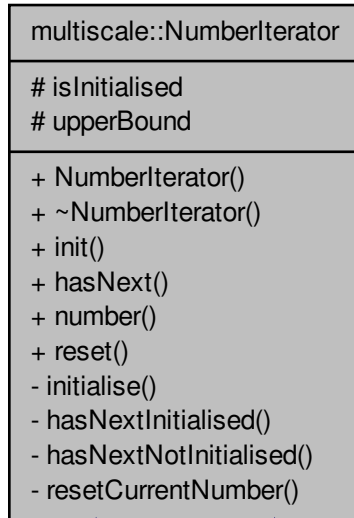 multiscale::NumberIterator
# isInitialised
# upperBound
+ NumberIterator()
+ ~NumberIterator()
+ init()
+ hasNext()
+ number()
+ reset()
- initialise()
- hasNextInitialised()
- hasNextNotInitialised()
- resetCurrentNumber()